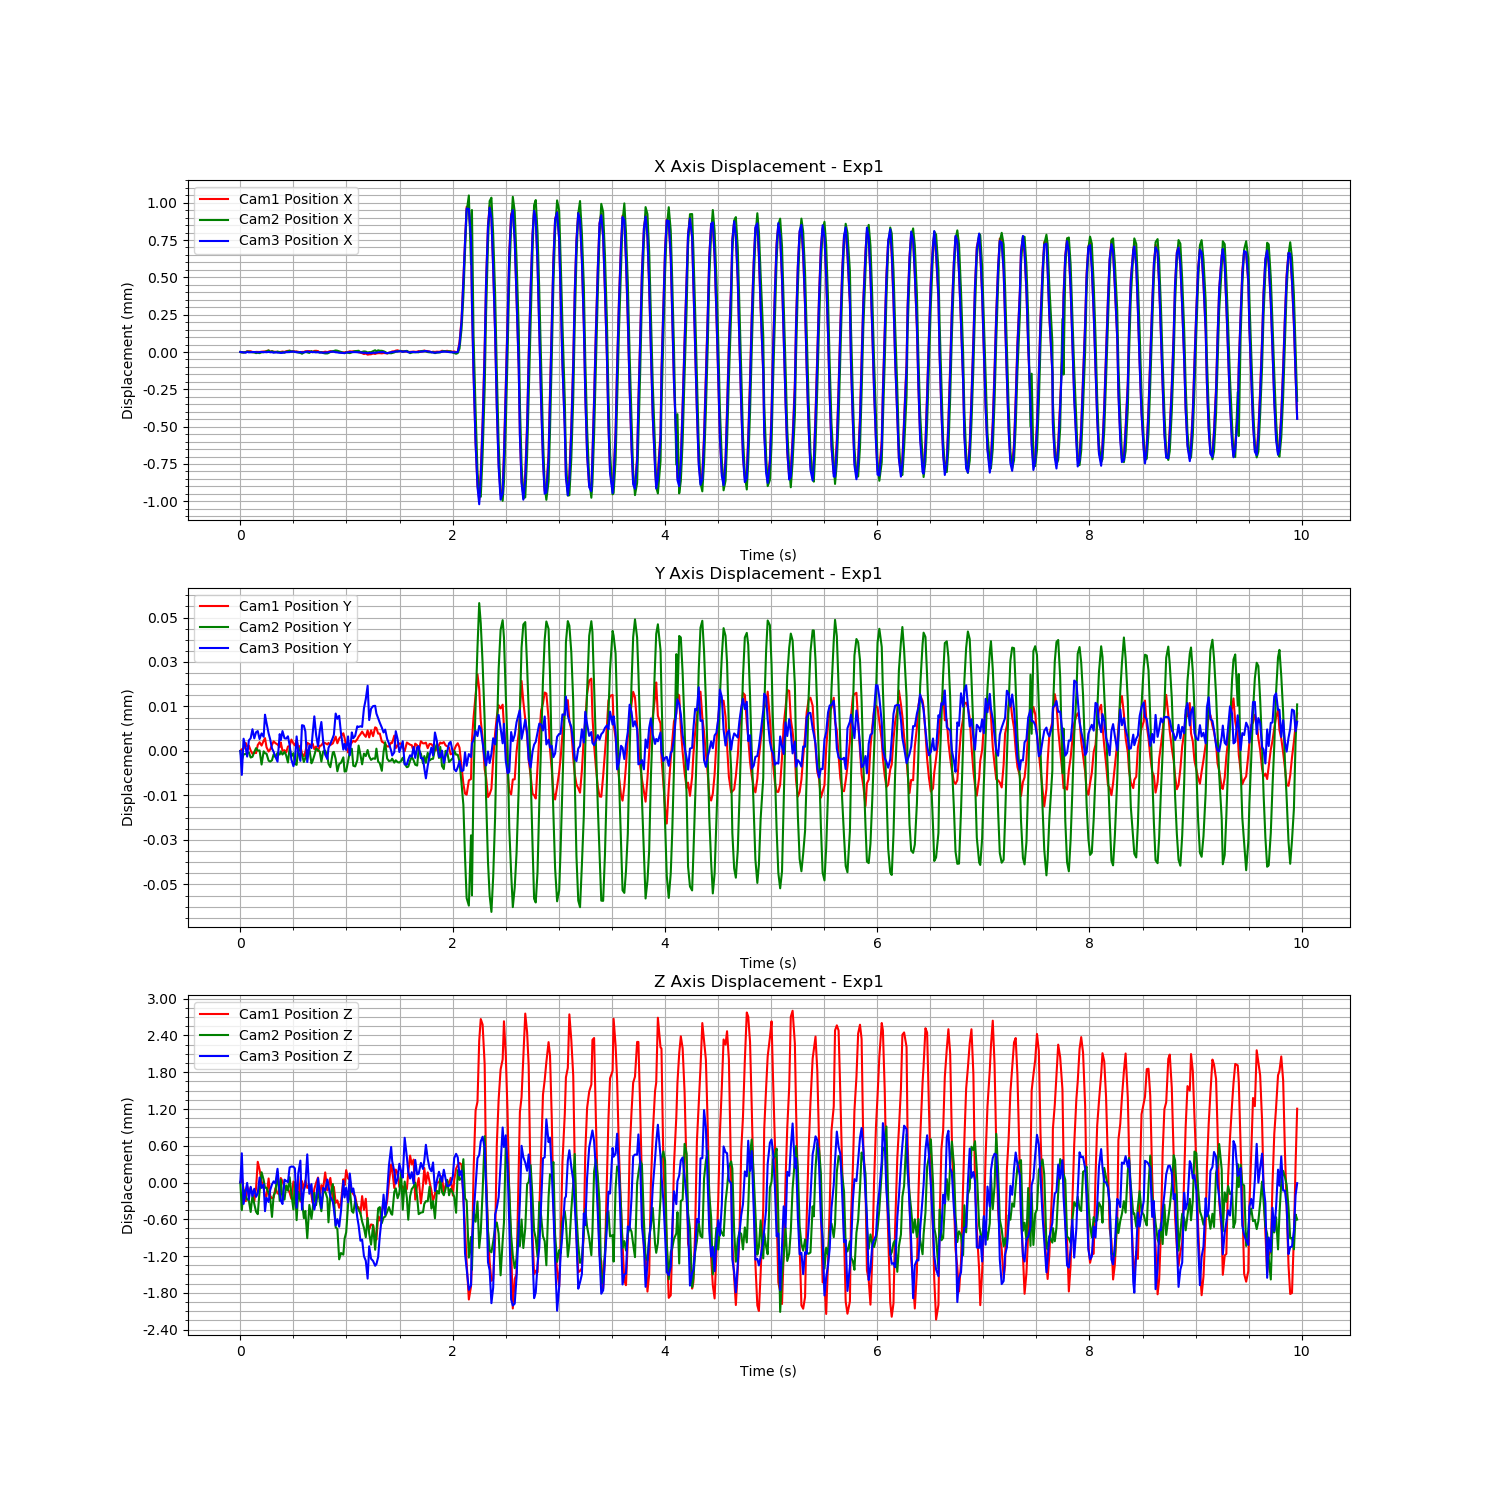 X Axis Displacement - Exp1
Cam1 Position X
Cam2 Position X
Cam3 Position X
Displacement (mm)
1.00
0.75
0.50
0.25
0.00
-0.25
-0.50
-0.75
-1.00
0 2 4 6 8 10
Time (s)
Y Axis Displacement - Exp1
Cam1 Position Y
Cam2 Position Y
Cam3 Position Y
Displacement (mm)
0.05
0.03
0.01
0.00
-0.01
-0.03
-0.05
0 2 4 6 8 10
Time (s)
Z Axis Displacement - Exp1
Cam1 Position Z
Cam2 Position Z
Cam3 Position Z
Displacement (mm)
3.00
2.40
1.80
1.20
0.60
0.00
-0.60
-1.20
-1.80
-2.40
0 2 4 6 8 10
Time (s)